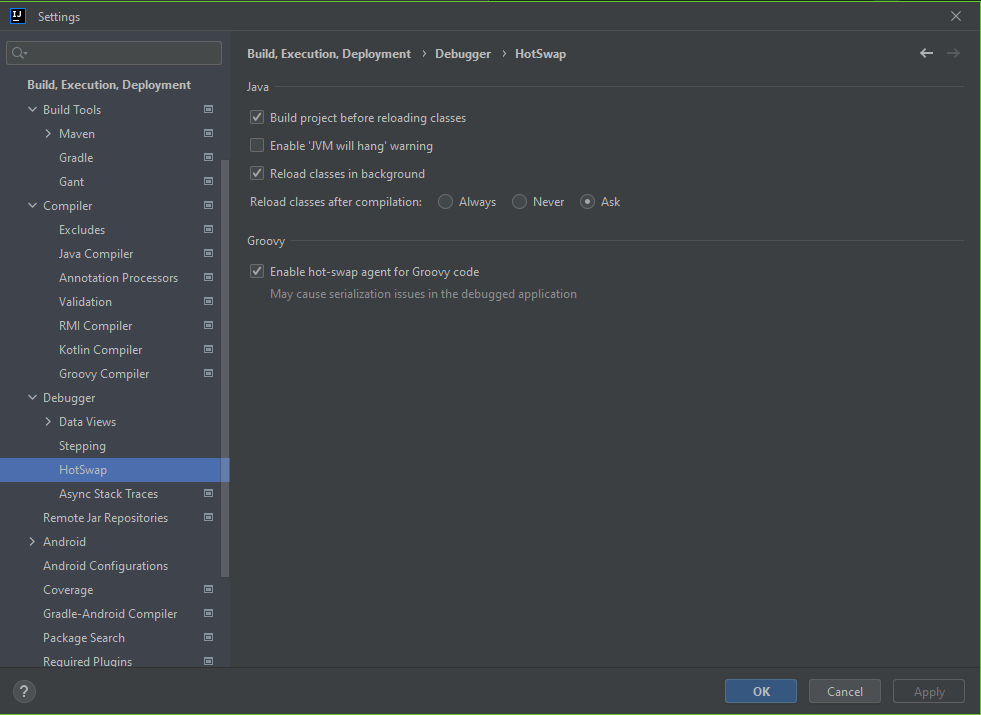 IJ
Settings
Build, Execution, Deployment
Build Tools
Maven
Gradle
Gant
Compiler
Excludes
Java Compiler
Annotation Processors
Validation
RMI Compiler
Kotlin Compiler
Groovy Compiler
Debugger
Data Views
Stepping
HotSwap
Async Stack Traces
Remote Jar Repositories
Android
Android Configurations
Coverage
Gradle-Android Compiler
Package Search
Required Plugins
Build, Execution, Deployment › Debugger › HotSwap
Java
Build project before reloading classes
Enable 'JVM will hang' warning
Reload classes in background
Reload classes after compilation: Always Never Ask
Groovy
Enable hot-swap agent for Groovy code
May cause serialization issues in the debugged application
? OK Cancel Apply